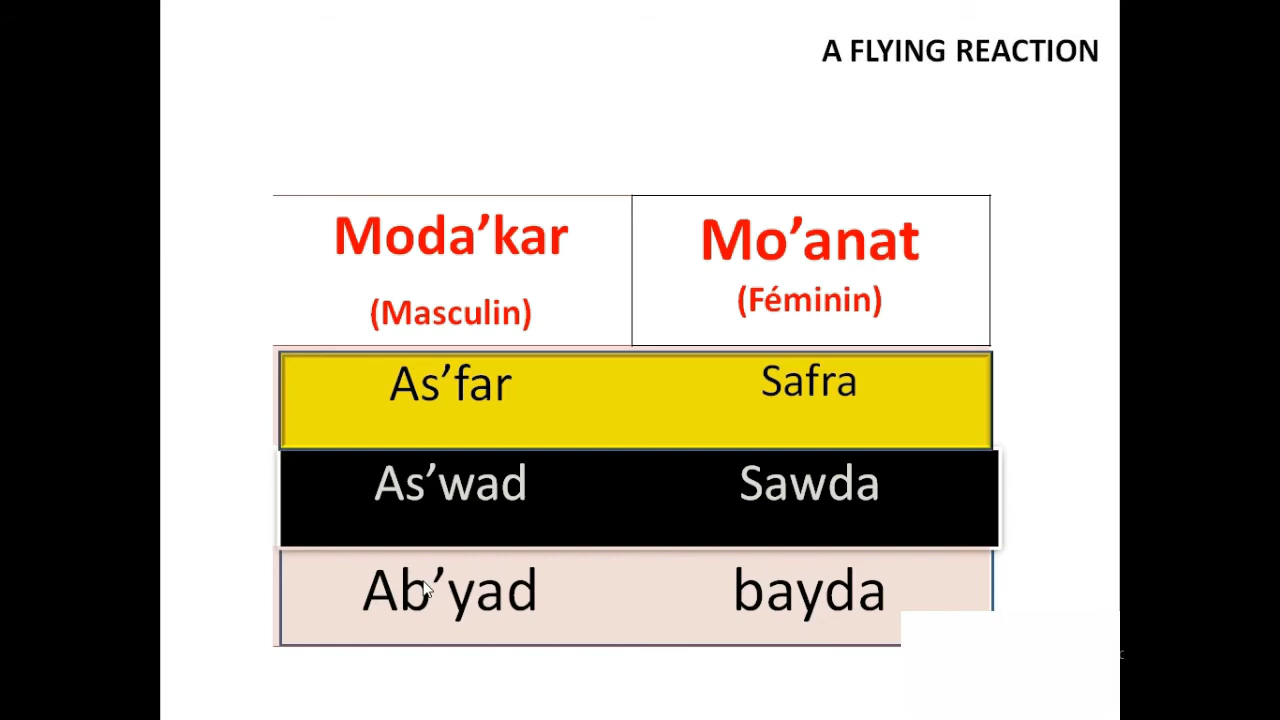 A FLYING REACTION
Moda’kar
(Masculin)
Mo’anat
(Féminin)
As’far
Safra
As’wad
Sawda
Ab’yad
bayda